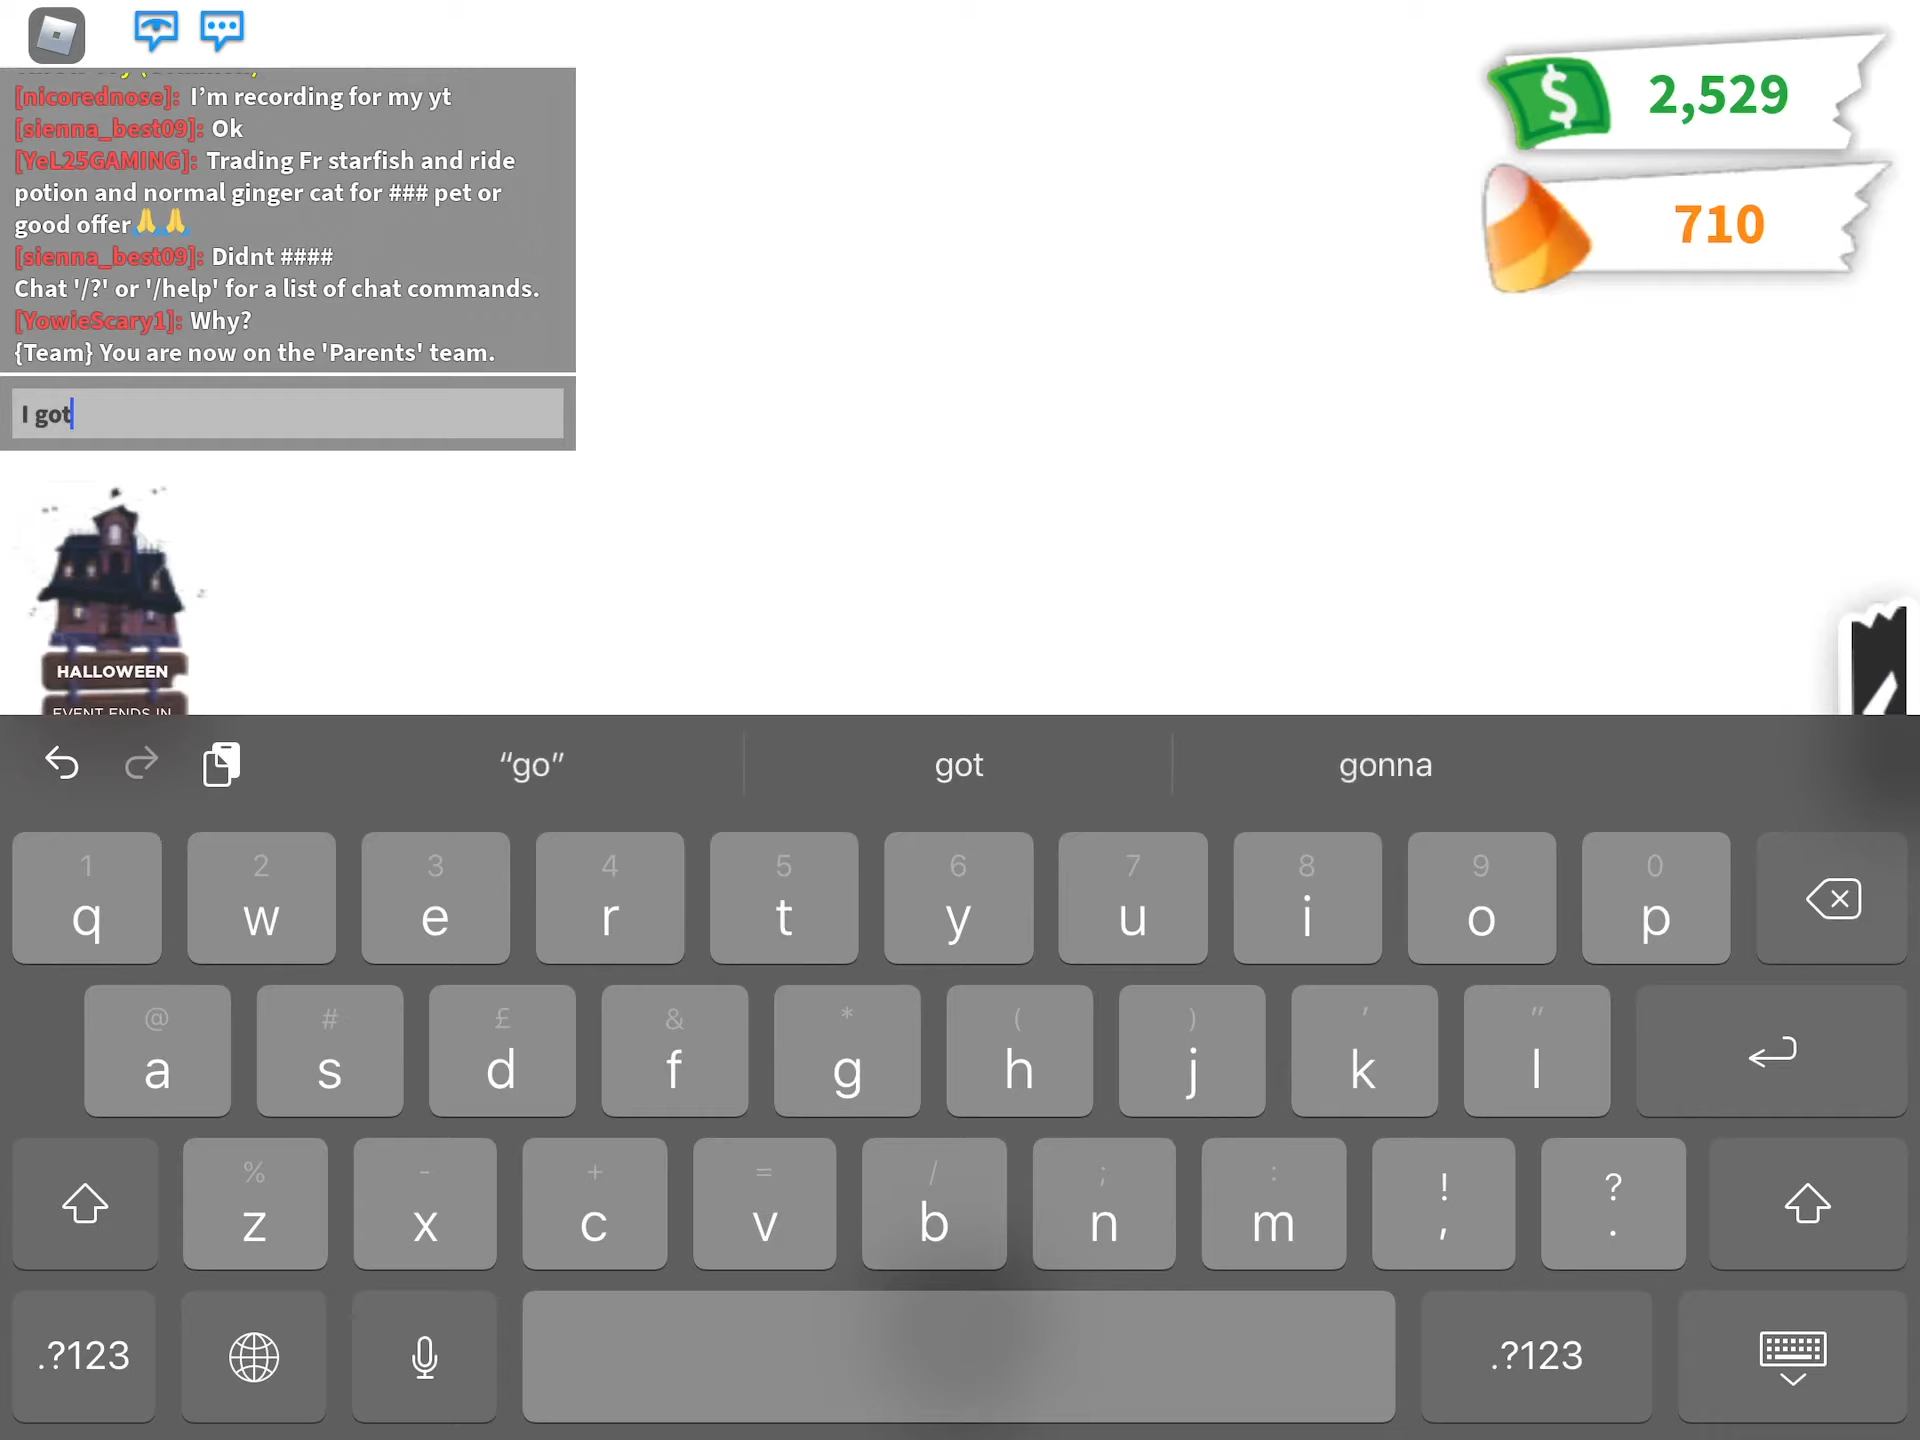 [nicorednose]: I'm recording for my yt
[sienna_best09]: Ok
[YeL25GAMING]: Trading Fr starfish and ride
potion and normal ginger cat for ### pet or
good offer🙏🙏
[sienna_best09]: Didnt ####
Chat '/?' or '/help' for a list of chat commands.
[YowieScary1]: Why?
{Team} You are now on the 'Parents' team.
I got
2,529
710
HALLOWEEN
EVENT ENDS IN
“go” got gonna
1 2 3 4 5 6 7 8 9 0
q w e r t y u i o p
@ # £ & * ( ) ' "
a s d f g h j k l
% - + = / ; : ! ?
z x c v b n m , .
.?123 .?123